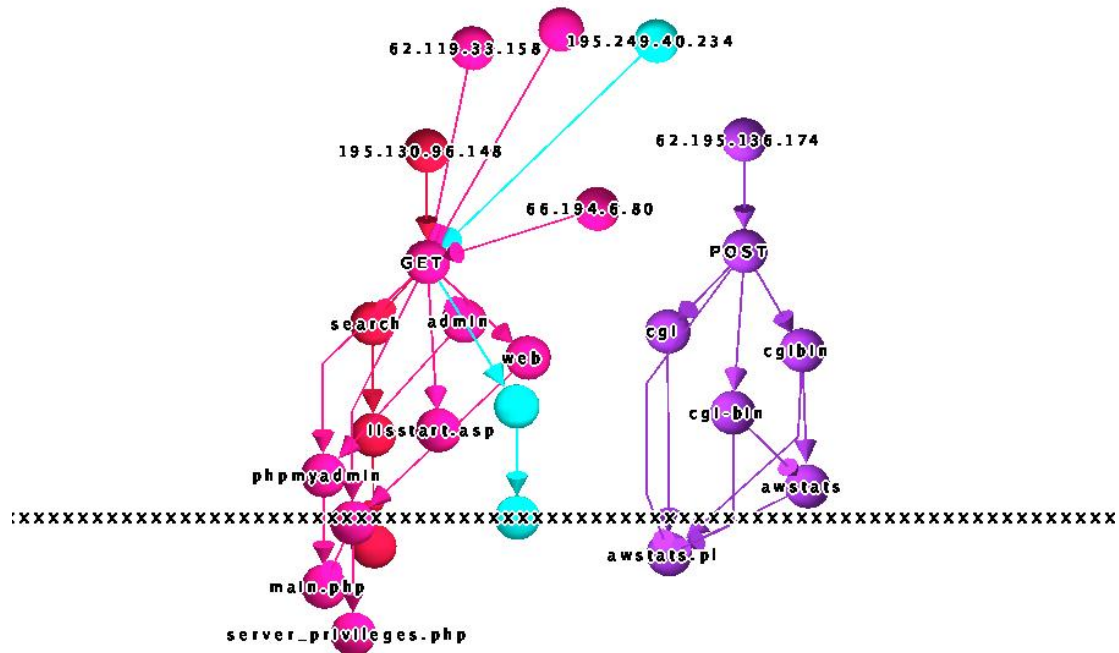 62.119.33.158
195.249.40.234
195.130.96.148
62.195.136.174
66.194.6.80
GET
POST
search
admin
cgi
web
cgibin
cgi-bin
iisstart.asp
phpmyadmin
awstats
xxxxxxxxxxxxxxxxxxxxxxxxxxxxxxxxxxxxxxxxxxxxxxxxxxxxxxxxxxxxxxxxxxxxxxxxxxxxxxxxxxxxxxx
awstats.pl
main.php
server_privileges.php